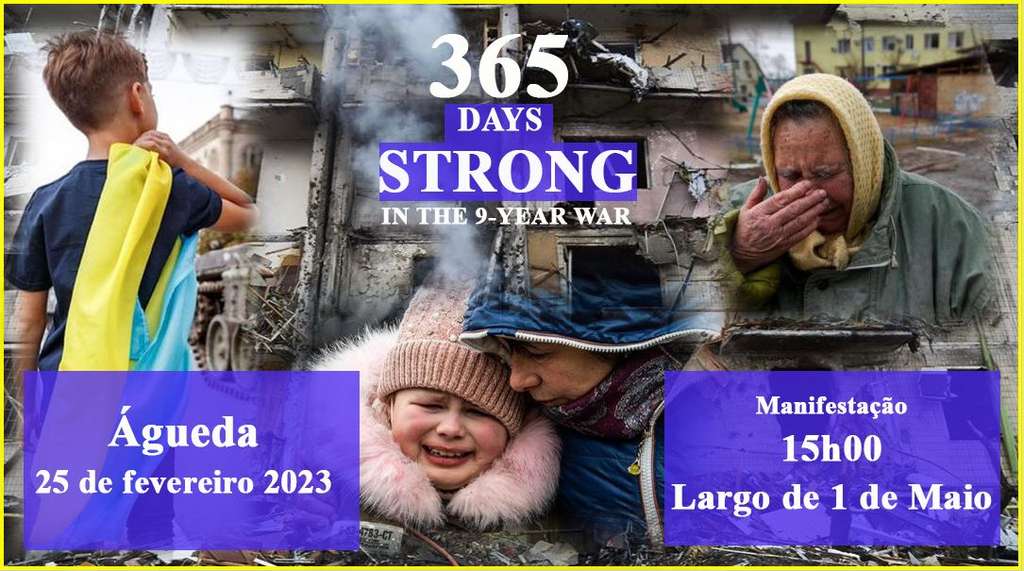 365
DAYS
STRONG
IN THE 9-YEAR WAR
Águeda
25 de fevereiro 2023
Manifestação
15h00
Largo de 1 de Maio